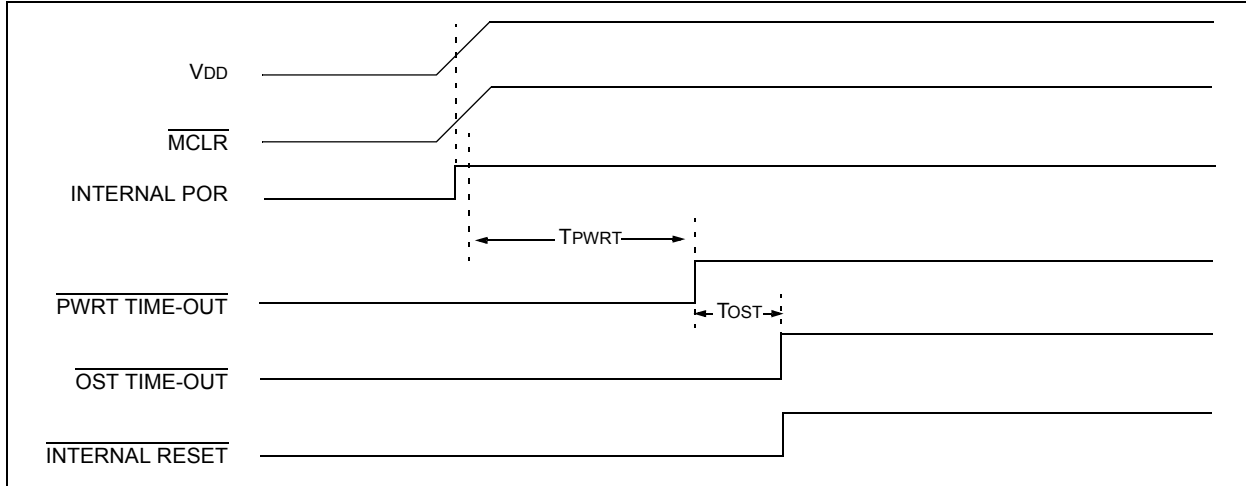 VDD
MCLR
INTERNAL POR
TPWRT
PWRT TIME-OUT
TOST
OST TIME-OUT
INTERNAL RESET